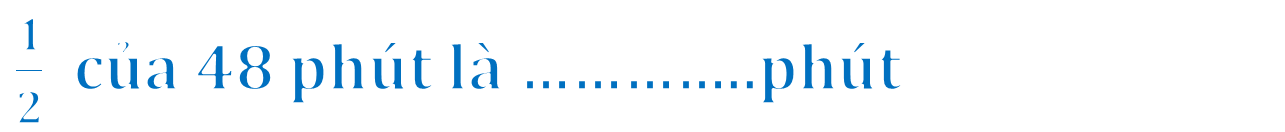 1/2 của 48 phút là ..............phút